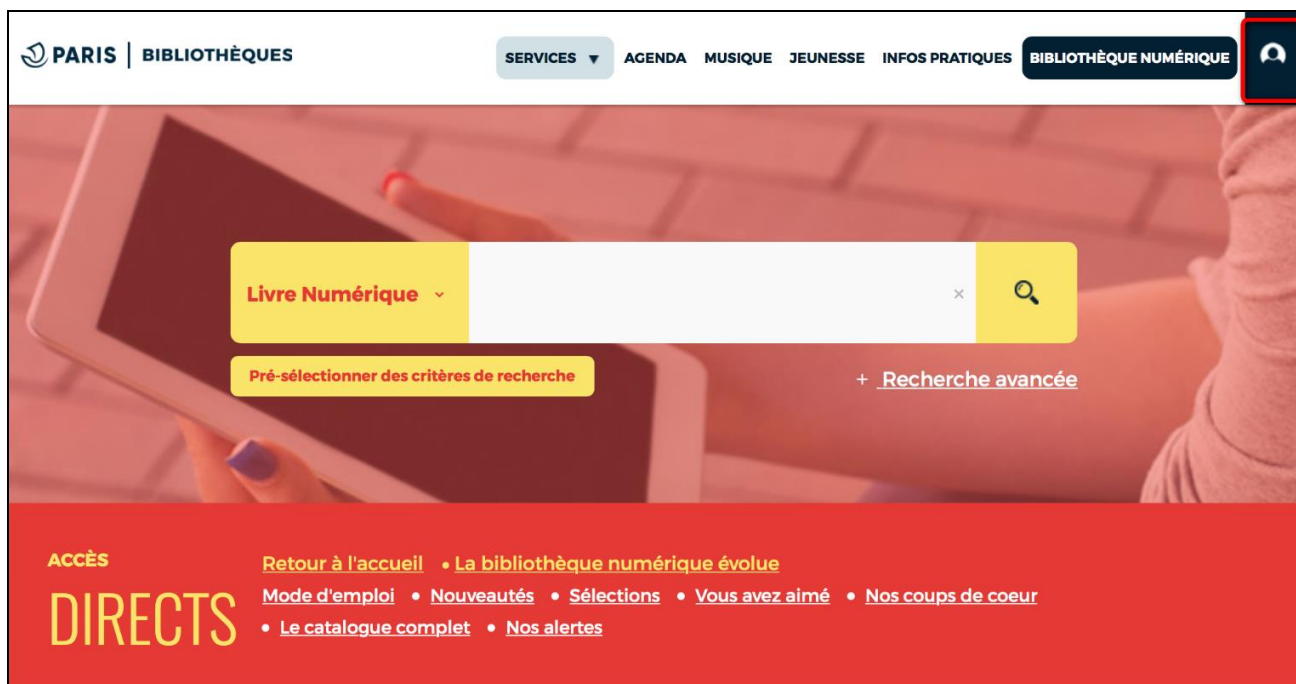 PARIS | BIBLIOTHÈQUES
SERVICES ▼ AGENDA MUSIQUE JEUNESSE INFOS PRATIQUES BIBLIOTHÈQUE NUMÉRIQUE
Livre Numérique
Pré-sélectionner des critères de recherche
+ Recherche avancée
ACCÈS
DIRECTS
Retour à l'accueil • La bibliothèque numérique évolue
Mode d'emploi • Nouveautés • Sélections • Vous avez aimé • Nos coups de coeur
• Le catalogue complet • Nos alertes